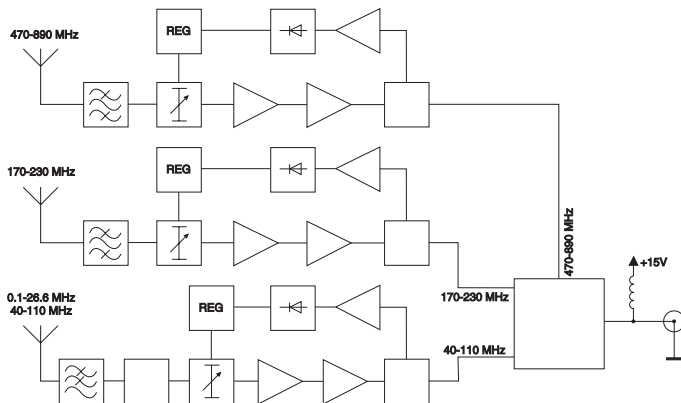 470-890 MHz
REG
170-230 MHz
REG
470-890 MHz
+15V
0.1-26.6 MHz
40-110 MHz
REG
170-230 MHz
40-110 MHz